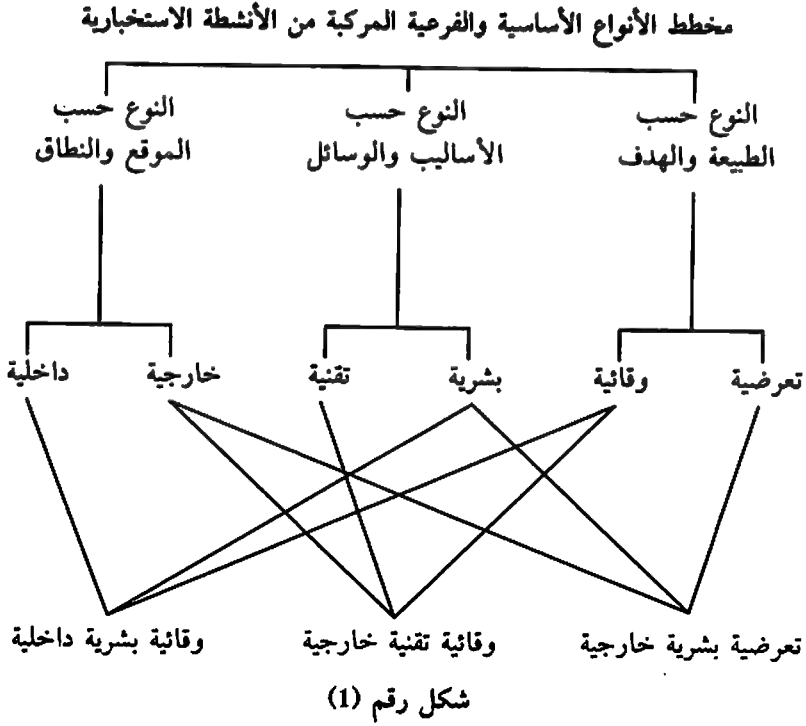 مخطط الأنواع الأساسية والفرعية المركبة من الأنشطة الاستخبارية
النوع حسب
الطبيعة والهدف
النوع حسب
الأساليب والوسائل
النوع حسب
الموقع والنطاق
تعرضية
وقائية
بشرية
تقنية
خارجية
داخلية
تعرضية بشرية خارجية
وقائية تقنية خارجية
وقائية بشرية داخلية
شكل رقم (1)